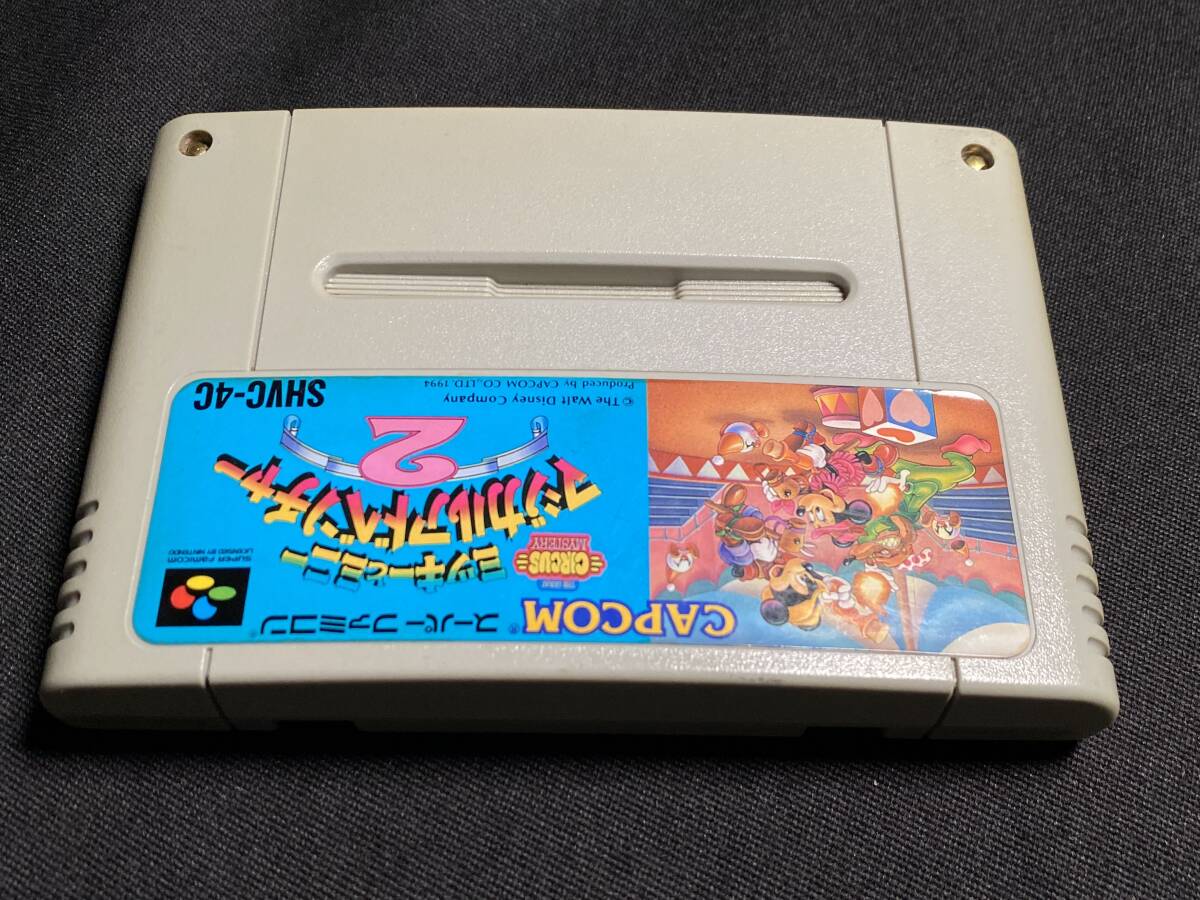 CAPCOM® スーパーファミコン®
THE GREAT
CIRCUS
MYSTERY
ミッキーとミニー
マジカルアドベンチャー
2
SUPER FAMICOM
LICENSED BY NINTENDO
© The Walt Disney Company
Produced by CAPCOM CO.,LTD.1994
SHVC-4C